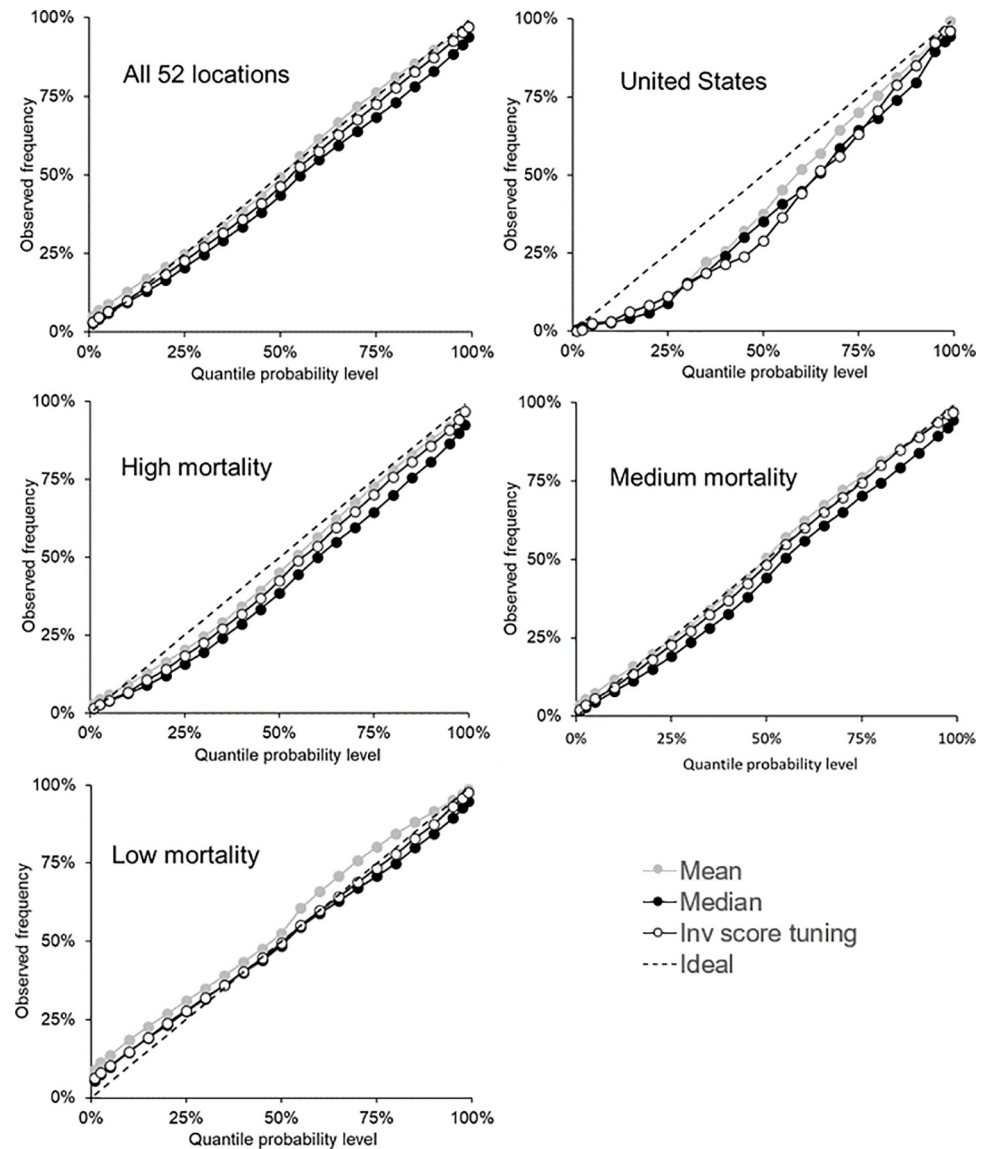 All 52 locations
Observed frequency
100%
75%
50%
25%
0%
0% 25% 50% 75% 100%
Quantile probability level
United States
Observed frequency
100%
75%
50%
25%
0%
0% 25% 50% 75% 100%
Quantile probability level
High mortality
Observed frequency
100%
75%
50%
25%
0%
0% 25% 50% 75% 100%
Quantile probability level
Medium mortality
Observed frequency
100%
75%
50%
25%
0%
0% 25% 50% 75% 100%
Quantile probability level
Low mortality
Observed frequency
100%
75%
50%
25%
0%
0% 25% 50% 75% 100%
Quantile probability level
Mean
Median
Inv score tuning
Ideal